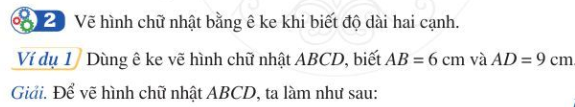 2 Vẽ hình chữ nhật bằng ê ke khi biết độ dài hai cạnh.
Ví dụ 1 Dùng ê ke vẽ hình chữ nhật ABCD, biết AB = 6 cm và AD = 9 cm
Giải. Để vẽ hình chữ nhật ABCD, ta làm như sau: